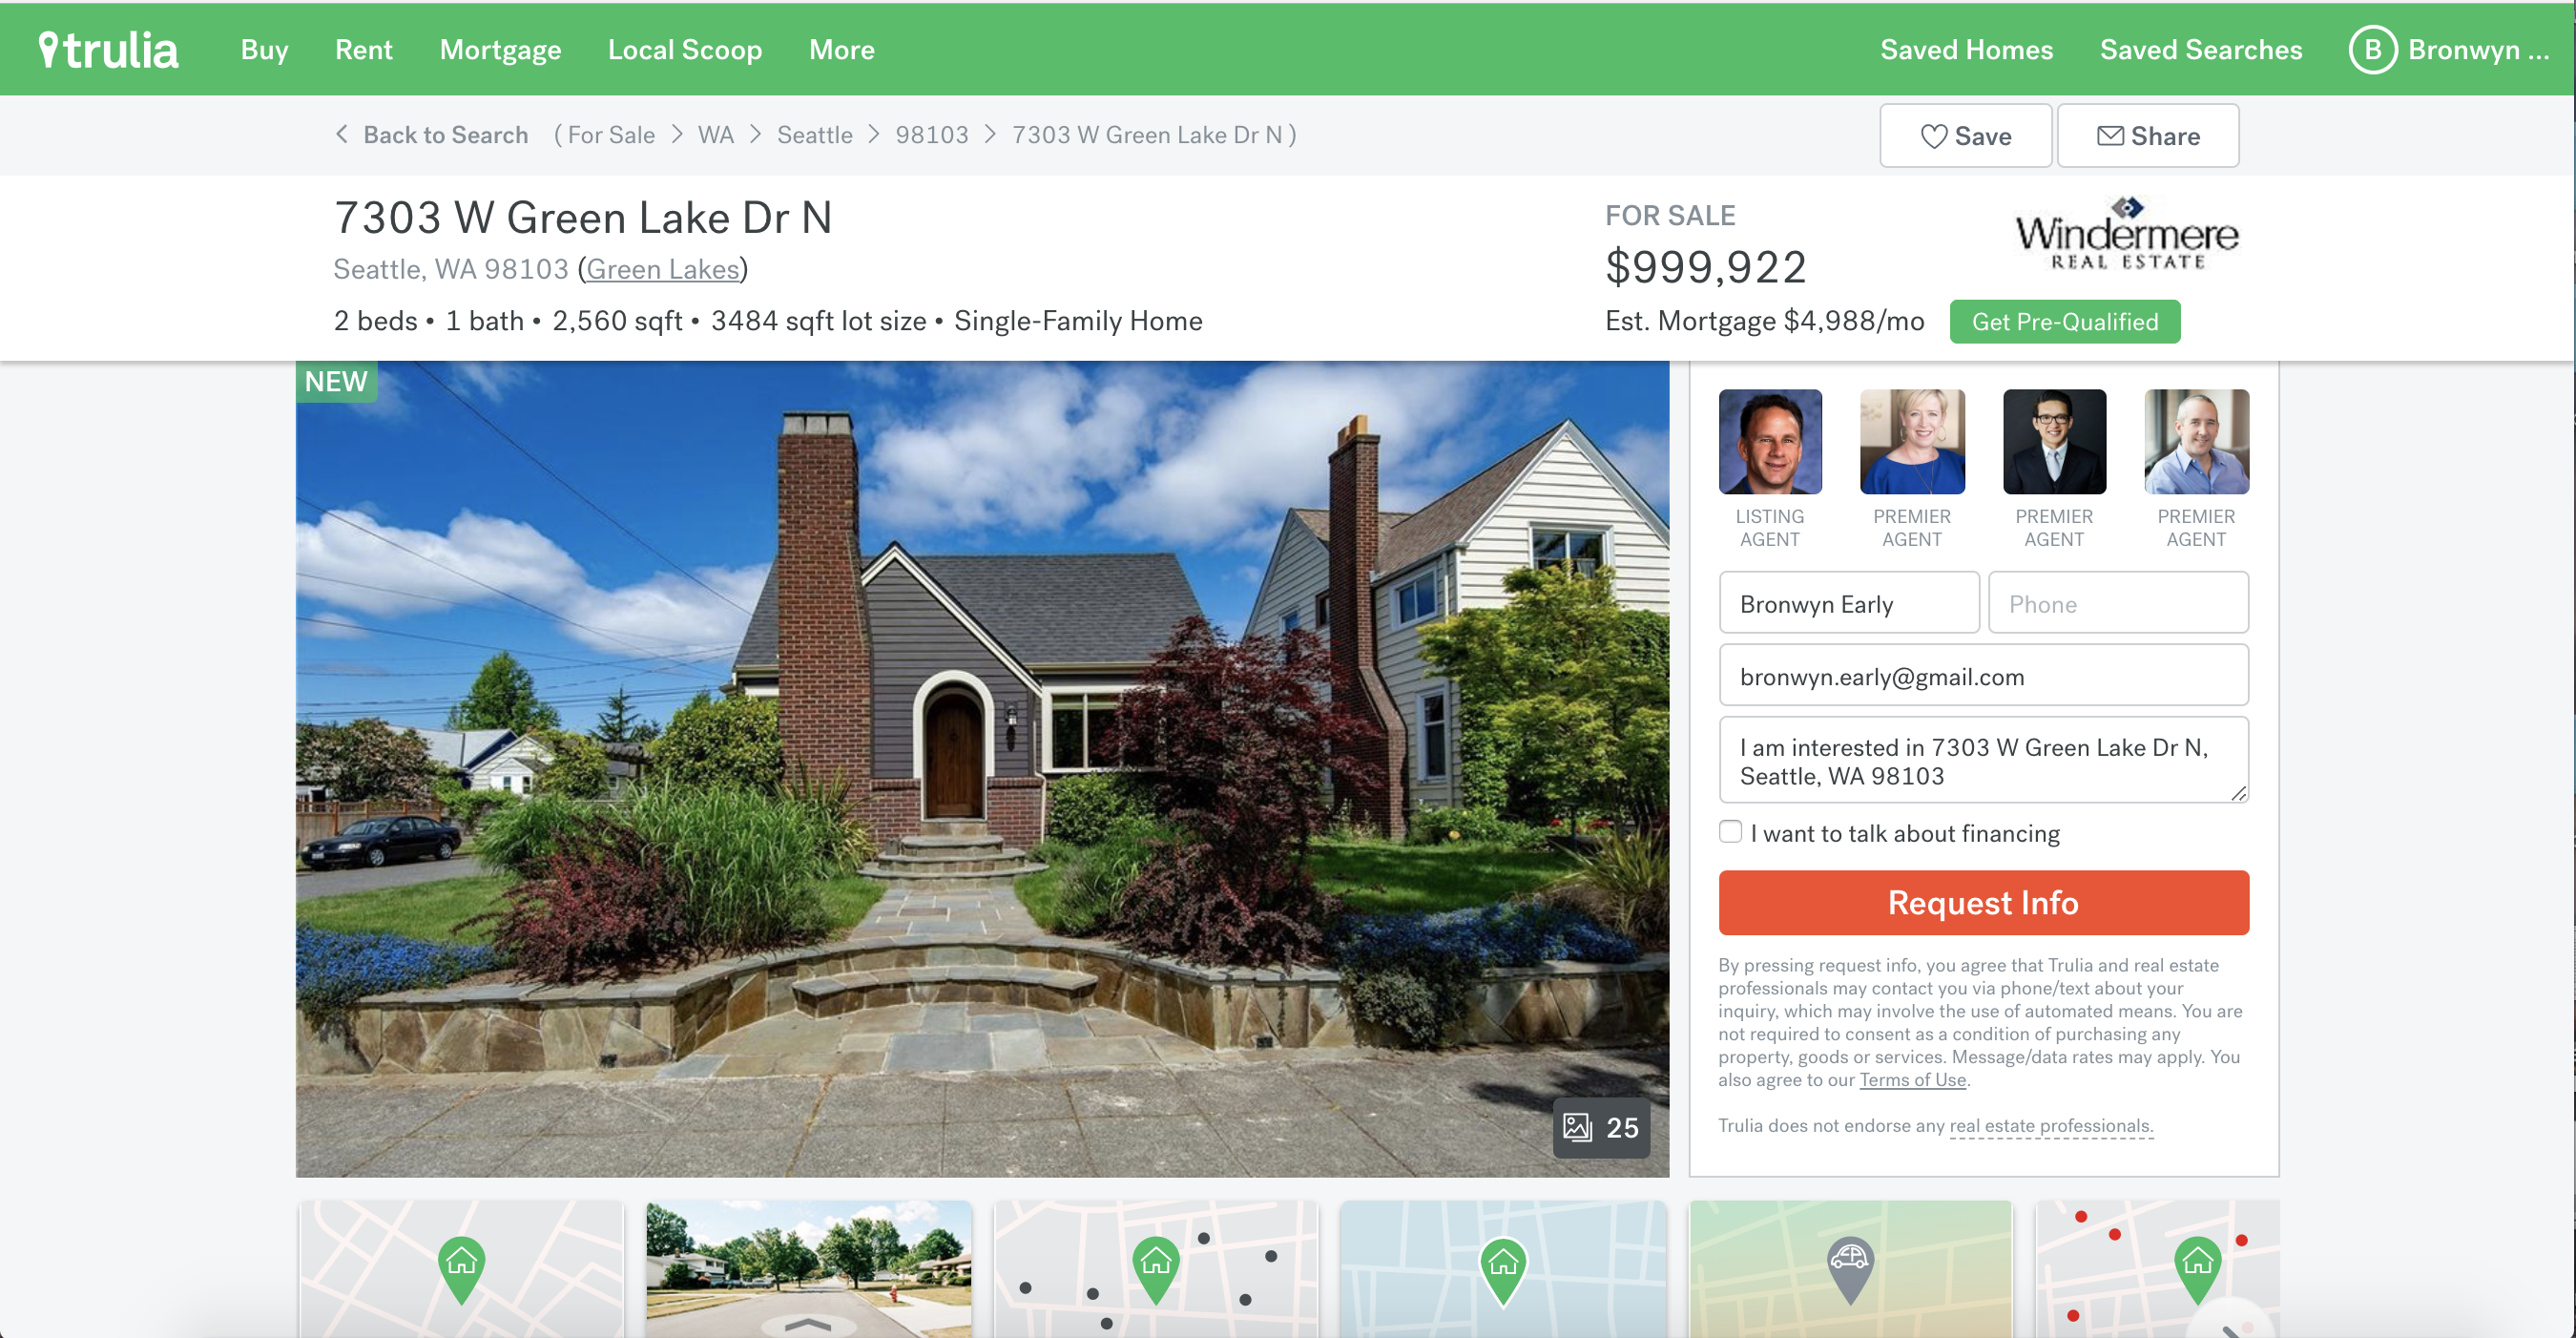 trulia Buy Rent Mortgage Local Scoop More Saved Homes Saved Searches B Bronwyn ...
Back to Search ( For Sale > WA > Seattle > 98103 > 7303 W Green Lake Dr N )
Save
Share
7303 W Green Lake Dr N
Seattle, WA 98103 (Green Lakes)
2 beds • 1 bath • 2,560 sqft • 3484 sqft lot size • Single-Family Home
FOR SALE
$999,922
Est. Mortgage $4,988/mo
Get Pre-Qualified
Windermere
REAL ESTATE
NEW
25
LISTING
AGENT
PREMIER
AGENT
PREMIER
AGENT
PREMIER
AGENT
Bronwyn Early
Phone
bronwyn.early@gmail.com
I am interested in 7303 W Green Lake Dr N,
Seattle, WA 98103
I want to talk about financing
Request Info
By pressing request info, you agree that Trulia and real estate
professionals may contact you via phone/text about your
inquiry, which may involve the use of automated means. You are
not required to consent as a condition of purchasing any
property, goods or services. Message/data rates may apply. You
also agree to our Terms of Use.
Trulia does not endorse any real estate professionals.